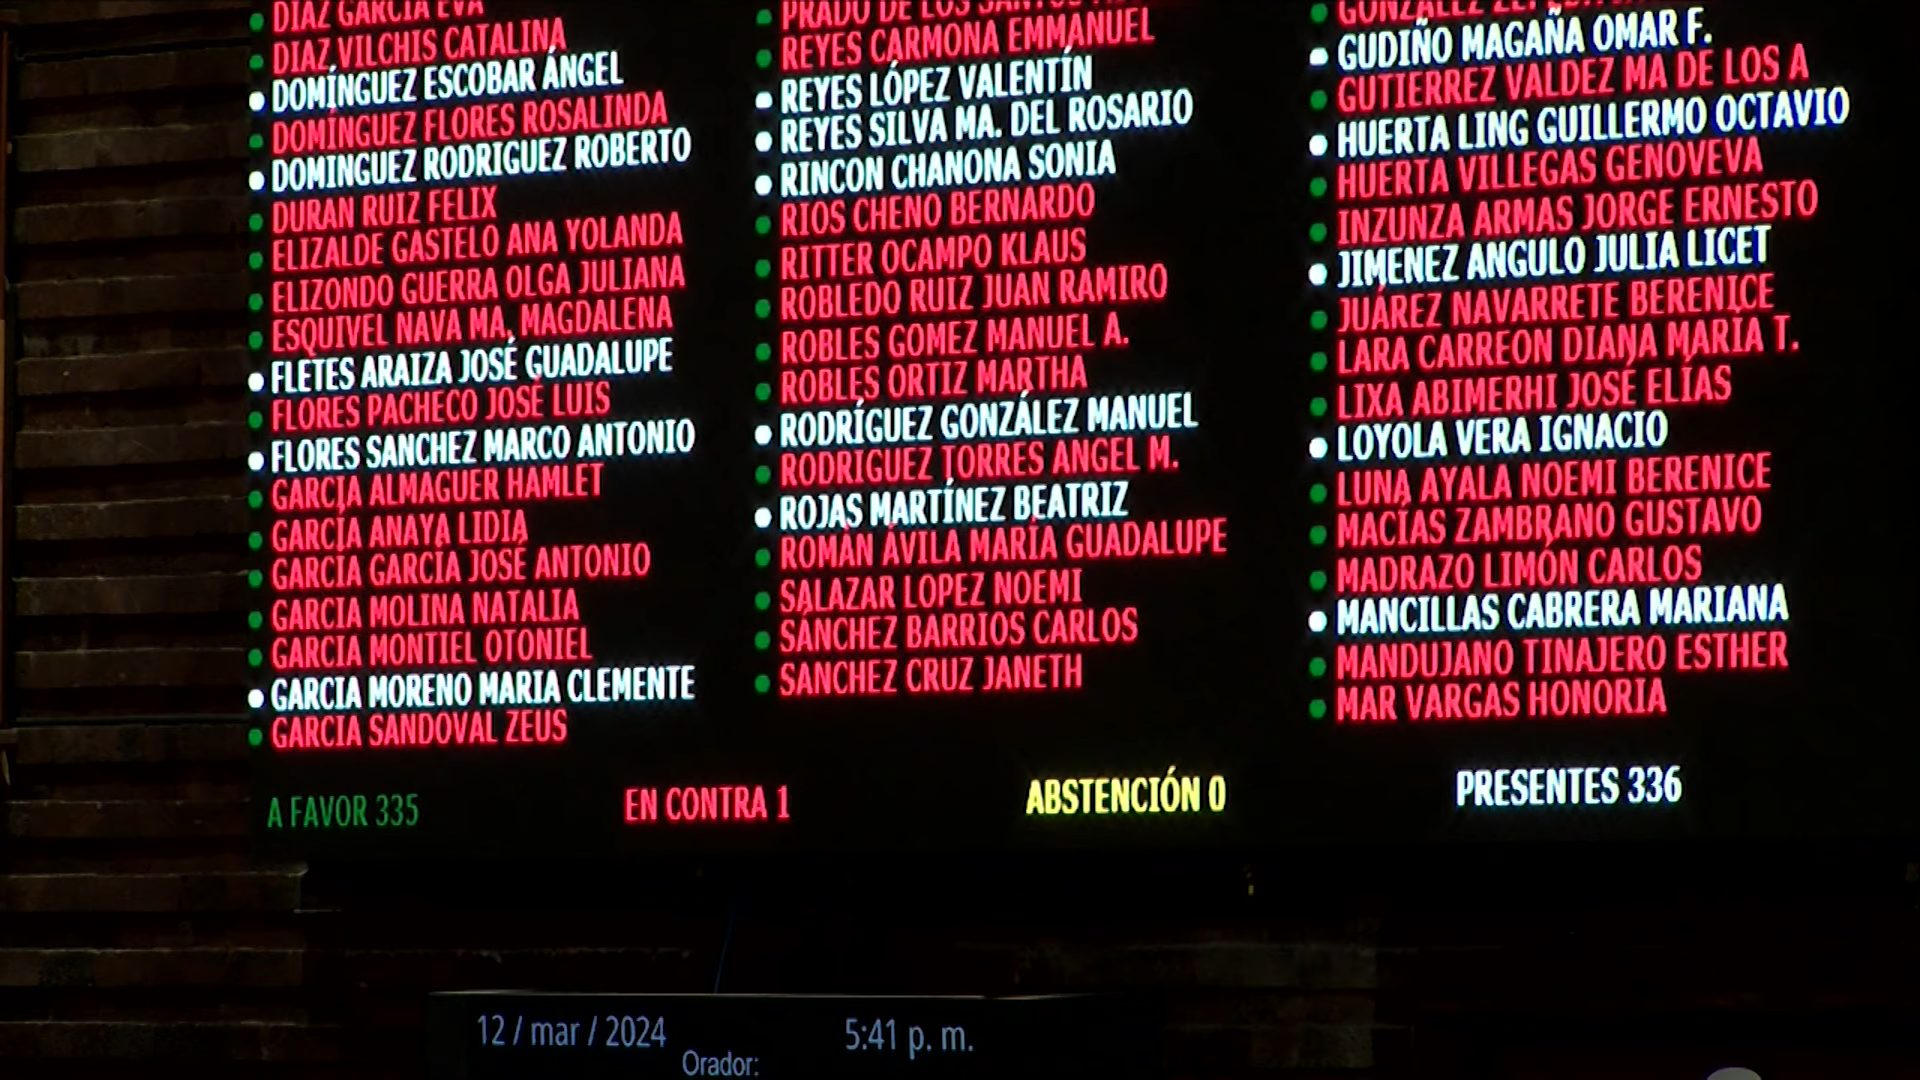 DIAZ GARCIA EVA
DIAZ VILCHIS CATALINA
DOMÍNGUEZ ESCOBAR ÁNGEL
DOMÍNGUEZ FLORES ROSALINDA
DOMINGUEZ RODRIGUEZ ROBERTO
DURAN RUIZ FELIX
ELIZALDE GASTELO ANA YOLANDA
ELIZONDO GUERRA OLGA JULIANA
ESQUIVEL NAVA MA. MAGDALENA
FLETES ARAIZA JOSÉ GUADALUPE
FLORES PACHECO JOSÉ LUIS
FLORES SANCHEZ MARCO ANTONIO
GARCIA ALMAGUER HAMLET
GARCÍA ANAYA LIDIA
GARCÍA GARCÍA JOSÉ ANTONIO
GARCIA MOLINA NATALIA
GARCIA MONTIEL OTONIEL
GARCIA MORENO MARIA CLEMENTE
GARCIA SANDOVAL ZEUS
PRADO DE LOS SANTOS
REYES CARMONA EMMANUEL
REYES LÓPEZ VALENTÍN
REYES SILVA MA. DEL ROSARIO
RINCON CHANONA SONIA
RIOS CHENO BERNARDO
RITTER OCAMPO KLAUS
ROBLEDO RUIZ JUAN RAMIRO
ROBLES GOMEZ MANUEL A.
ROBLES ORTIZ MARTHA
RODRÍGUEZ GONZÁLEZ MANUEL
RODRIGUEZ TORRES ANGEL M.
ROJAS MARTÍNEZ BEATRIZ
ROMÁN ÁVILA MARÍA GUADALUPE
SALAZAR LOPEZ NOEMI
SÁNCHEZ BARRIOS CARLOS
SANCHEZ CRUZ JANETH
GONZALEZ
GUDIÑO MAGAÑA OMAR F.
GUTIERREZ VALDEZ MA DE LOS A
HUERTA LING GUILLERMO OCTAVIO
HUERTA VILLEGAS GENOVEVA
INZUNZA ARMAS JORGE ERNESTO
JIMENEZ ANGULO JULIA LICET
JUÁREZ NAVARRETE BERENICE
LARA CARREON DIANA MARÍA T.
LIXA ABIMERHI JOSÉ ELÍAS
LOYOLA VERA IGNACIO
LUNA AYALA NOEMI BERENICE
MACÍAS ZAMBRANO GUSTAVO
MADRAZO LIMÓN CARLOS
MANCILLAS CABRERA MARIANA
MANDUJANO TINAJERO ESTHER
MAR VARGAS HONORIA
A FAVOR 335
EN CONTRA 1
ABSTENCIÓN 0
PRESENTES 336
12 / mar / 2024
5:41 p. m.
Orador: